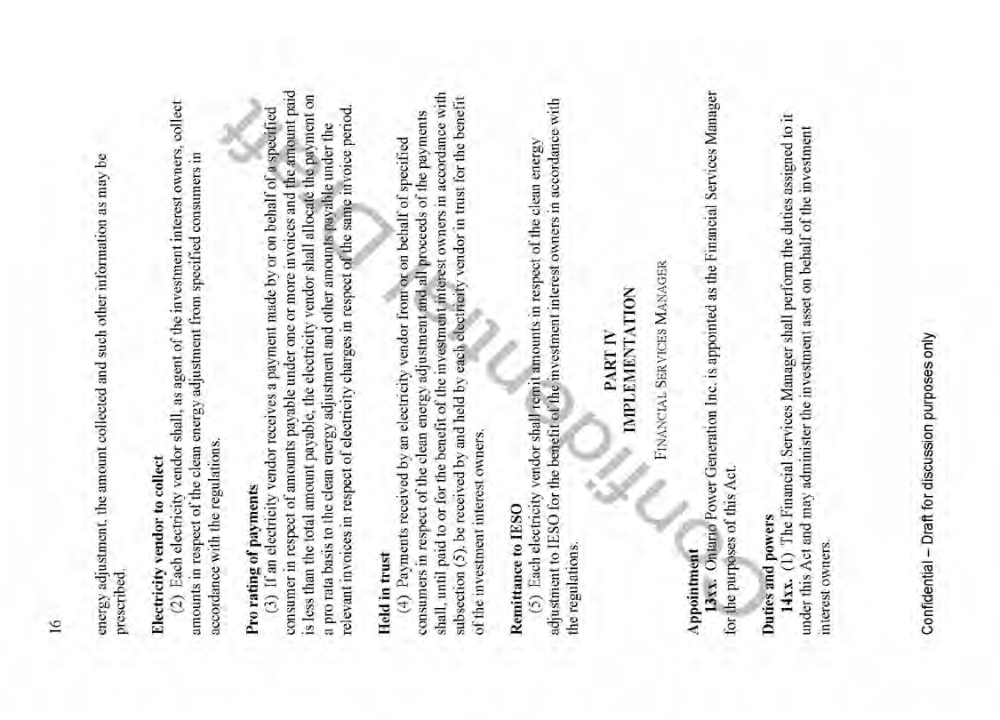 16
energy adjustment, the amount collected and such other information as may be
prescribed.
Electricity vendor to collect
(2) Each electricity vendor shall, as agent of the investment interest owners, collect
amounts in respect of the clean energy adjustment from specified consumers in
accordance with the regulations.
Pro rating of payments
(3) If an electricity vendor receives a payment made by or on behalf of a specified
consumer in respect of amounts payable under one or more invoices and the amount paid
is less than the total amount payable, the electricity vendor shall allocate the payment on
a pro rata basis to the clean energy adjustment and other amounts payable under the
relevant invoices in respect of electricity charges in respect of the same invoice period.
Held in trust
(4) Payments received by an electricity vendor from or on behalf of specified
consumers in respect of the clean energy adjustment and all proceeds of the payments
shall, until paid to or for the benefit of the investment interest owners in accordance with
subsection (5), be received by and held by each electricity vendor in trust for the benefit
of the investment interest owners.
Remittance to IESO
(5) Each electricity vendor shall remit amounts in respect of the clean energy
adjustment to IESO for the benefit of the investment interest owners in accordance with
the regulations.
PART IV
IMPLEMENTATION
FINANCIAL SERVICES MANAGER
Appointment
13xx. Ontario Power Generation Inc. is appointed as the Financial Services Manager
for the purposes of this Act.
Duties and powers
14xx. (1) The Financial Services Manager shall perform the duties assigned to it
under this Act and may administer the investment asset on behalf of the investment
interest owners.
Confidential – Draft for discussion purposes only
Confidential Draft